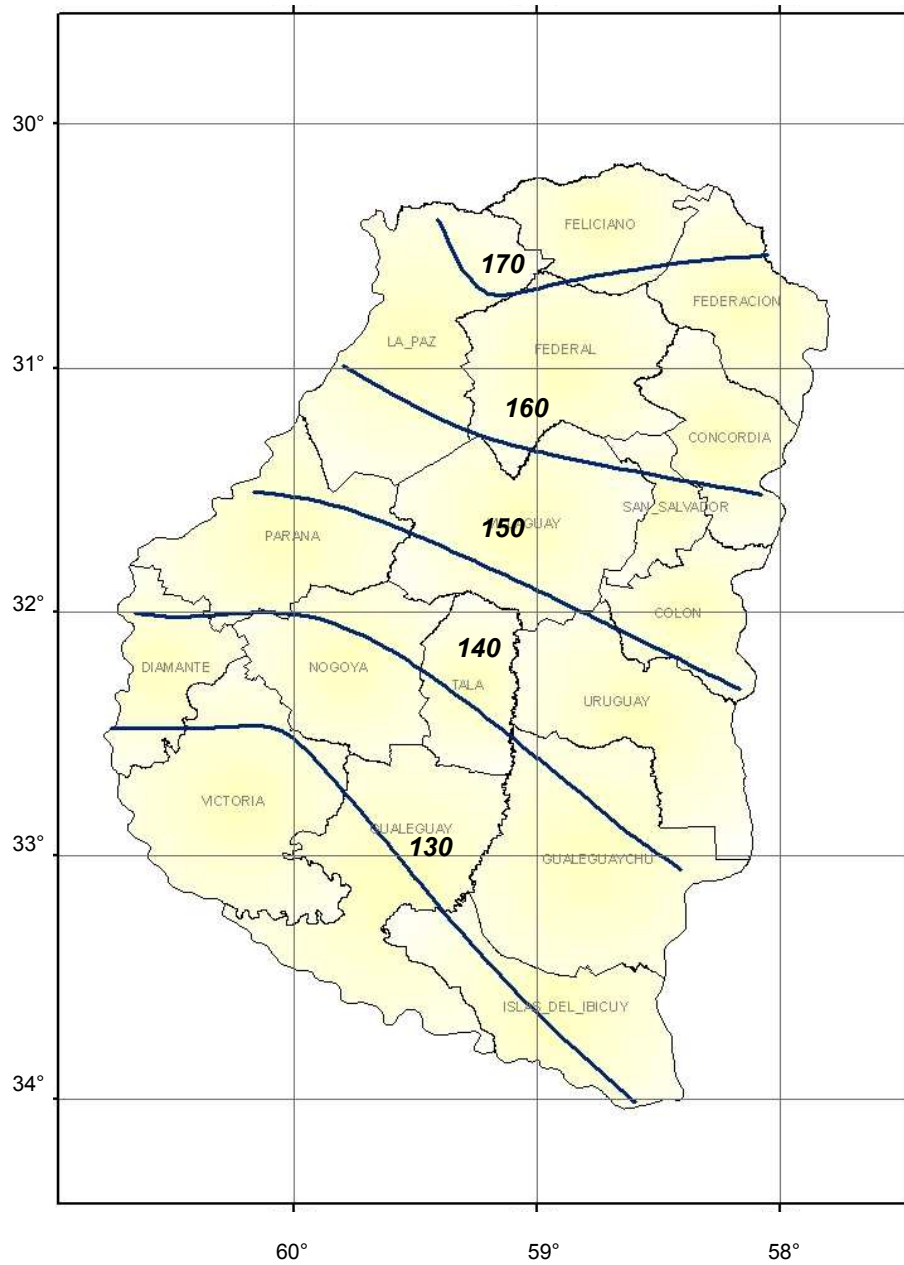 30°
FELICIANO
170
FEDERACION
LA_PAZ
FEDERAL
31°
160
CONCORDIA
SAN_SALVADOR
150
PARANA
32°
COLON
140
DIAMANTE
NOGOYA
TALA
URUGUAY
VICTORIA
GUALEGUAY
130
33°
GUALEGUAYCHU
ISLAS_DEL_IBICUY
34°
60°
59°
58°